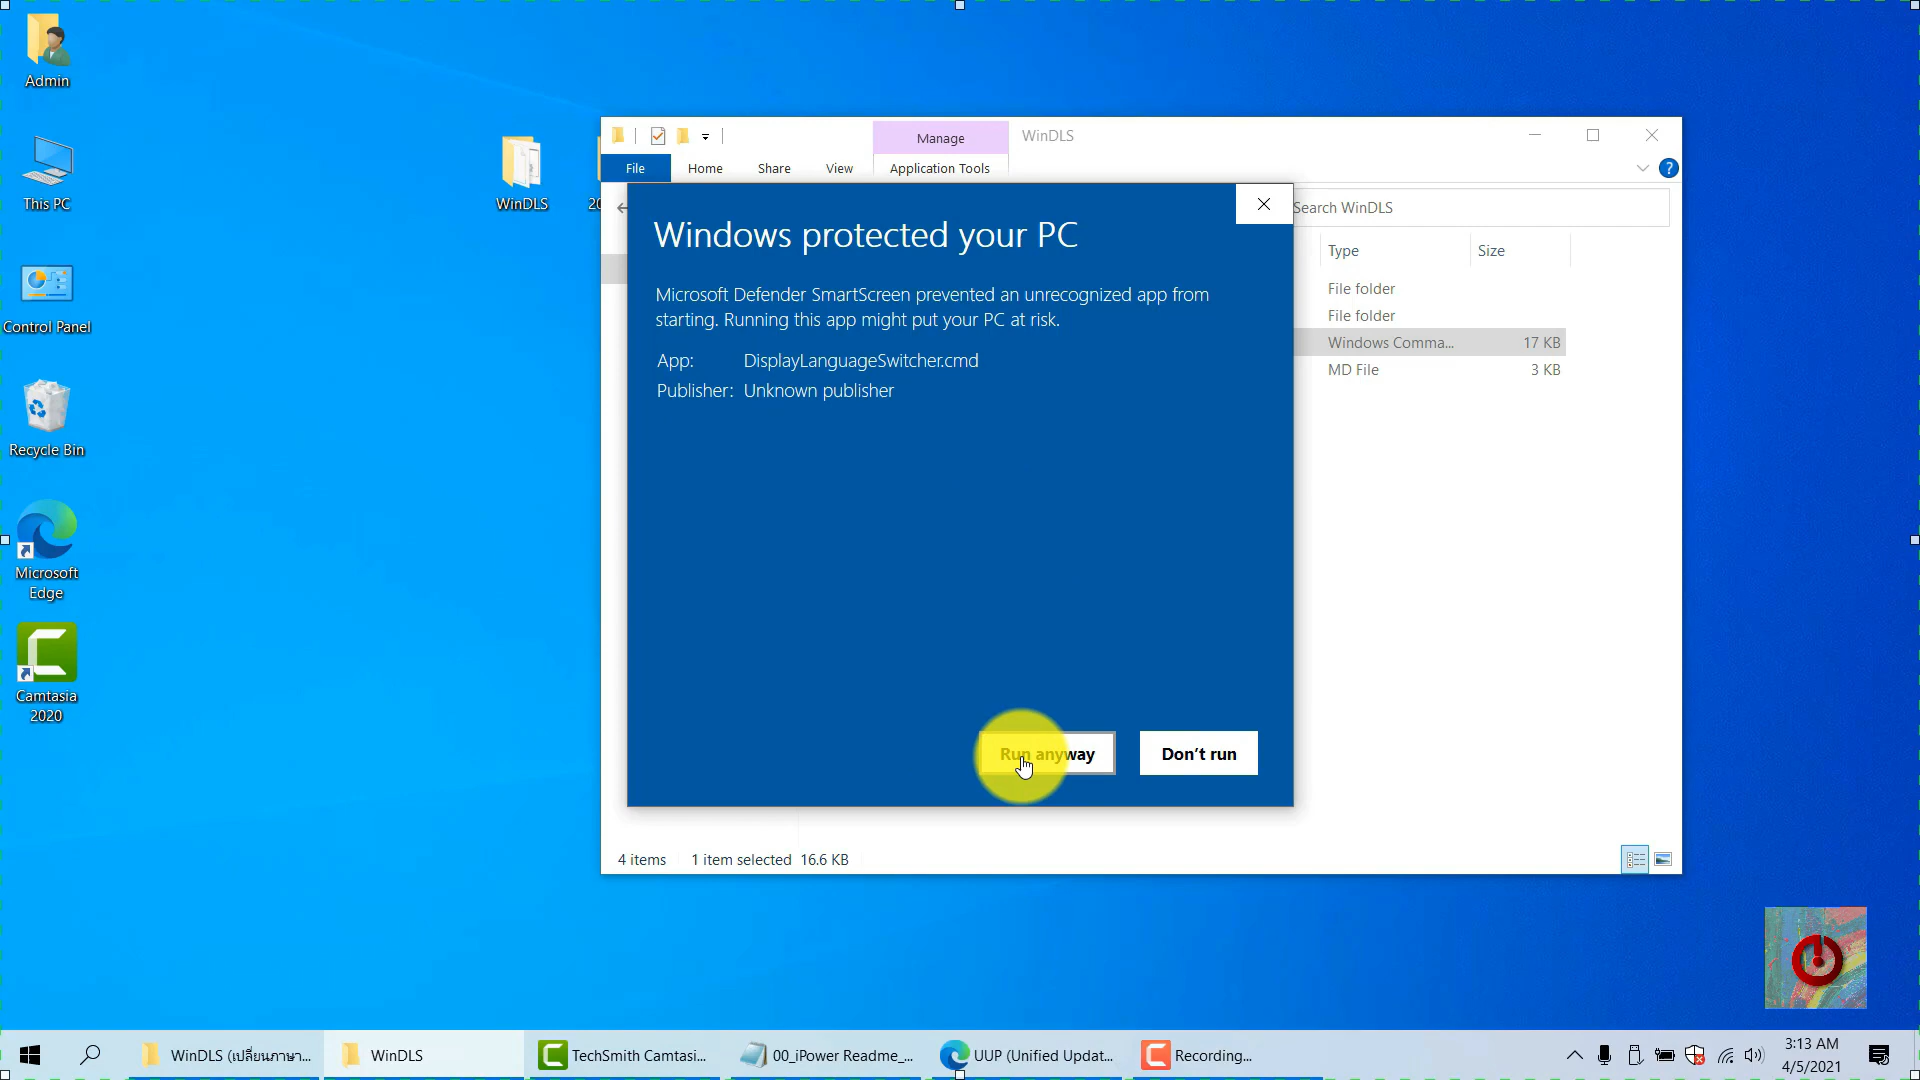 Admin
This PC
Control Panel
Recycle Bin
Microsoft
Edge
Camtasia
2020
WinDLS
20
Manage
WinDLS
File
Home
Share
View
Application Tools
Search WinDLS
Type
Size
File folder
File folder
Windows Comma...
17 KB
MD File
3 KB
Windows protected your PC
Microsoft Defender SmartScreen prevented an unrecognized app from
starting. Running this app might put your PC at risk.
App: DisplayLanguageSwitcher.cmd
Publisher: Unknown publisher
Run anyway
Don't run
4 items 1 item selected 16.6 KB
WinDLS (เปลี่ยนภาษา...
WinDLS
TechSmith Camtasi...
00_iPower Readme_...
UUP (Unified Updat...
Recording...
3:13 AM
4/5/2021